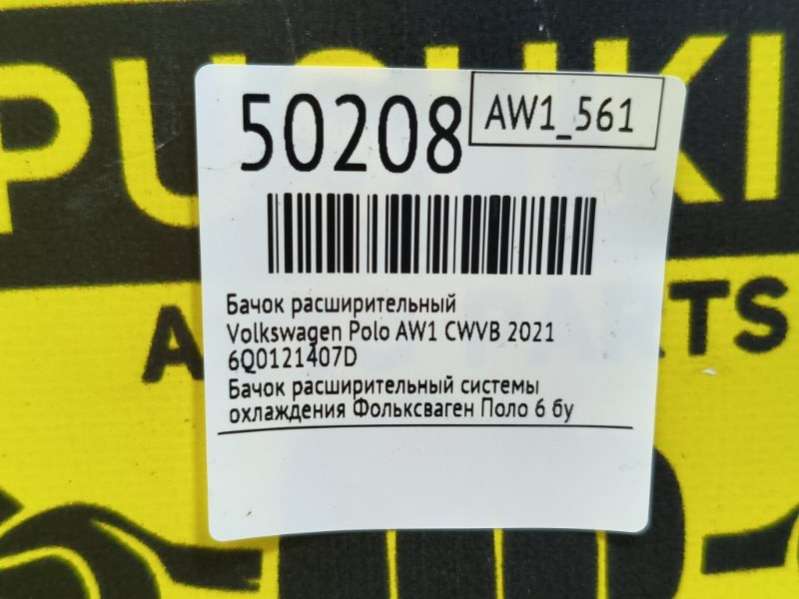 50208
AW1_561
Бачок расширительный
Volkswagen Polo AW1 CWVB 2021
6Q0121407D
Бачок расширительный системы
охлаждения Фольксваген Поло 6 бу